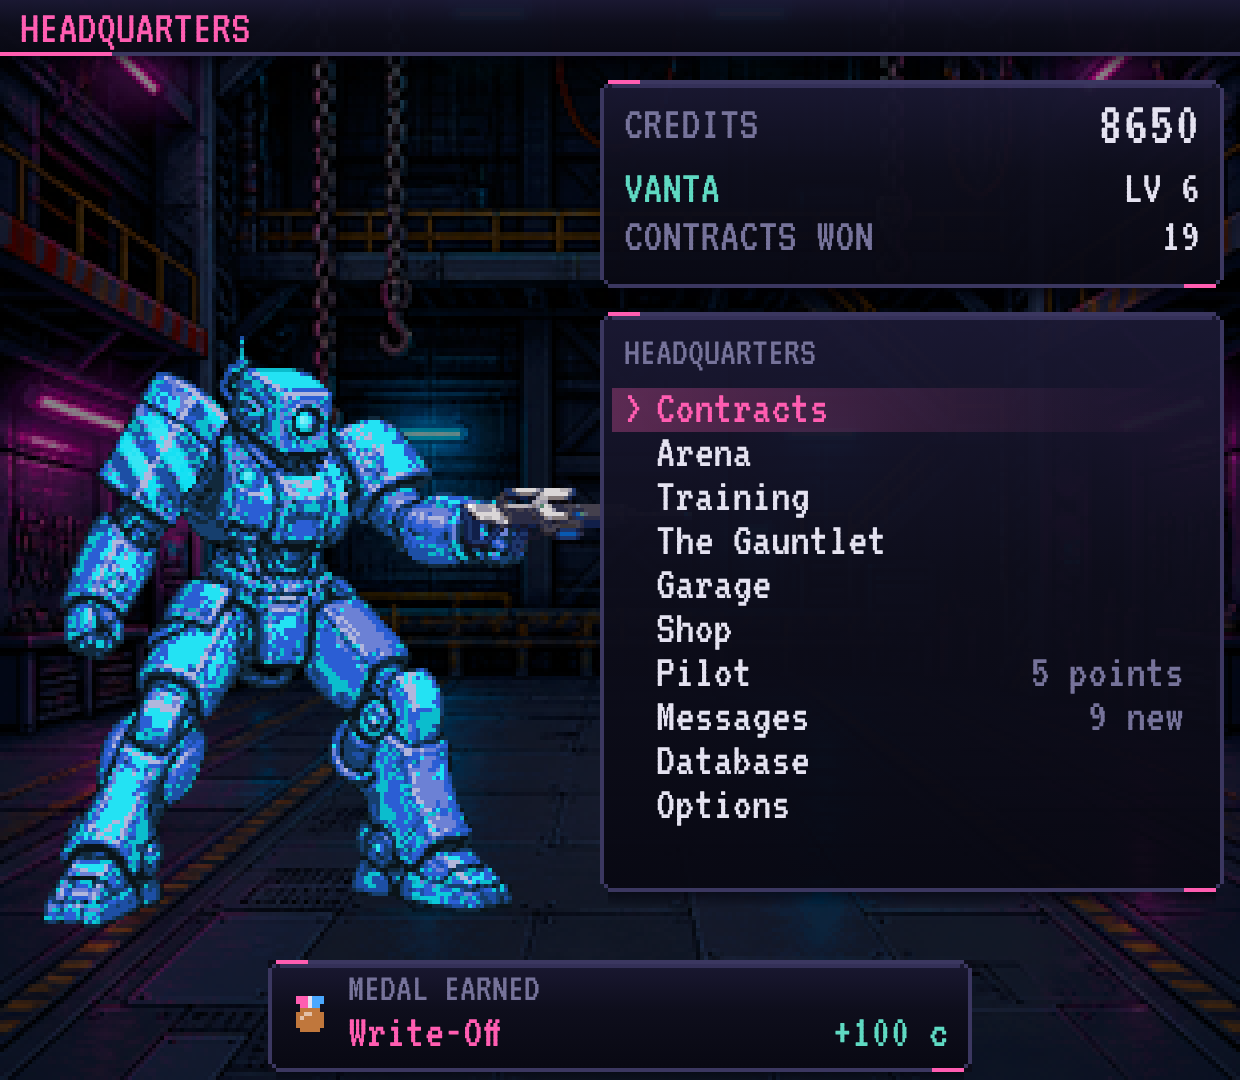 HEADQUARTERS
CREDITS 8650
VANTA LV 6
CONTRACTS WON 19
HEADQUARTERS
> Contracts
Arena
Training
The Gauntlet
Garage
Shop
Pilot 5 points
Messages 9 new
Database
Options
MEDAL EARNED
Write-Off +100 c